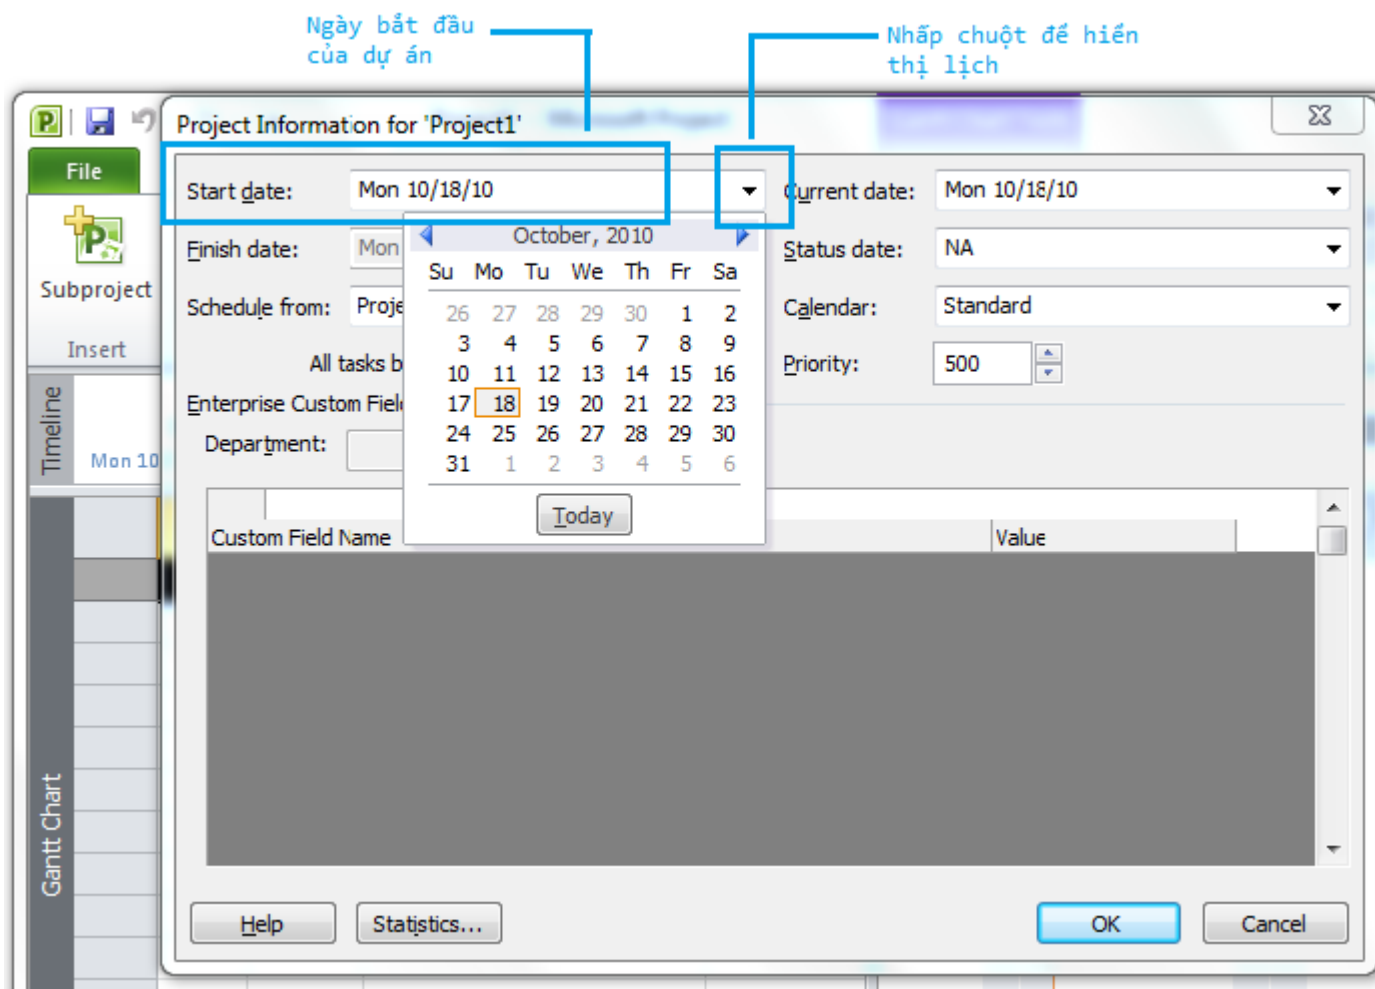 Ngày bắt đầu
của dự án
Nhấp chuột để hiển
thị lịch
Project Information for 'Project1'
File
Subproject
Insert
Timeline
Mon 10
Gantt Chart
Start date: Mon 10/18/10
Current date: Mon 10/18/10
Finish date: Mon
Status date: NA
Schedule from: Proje
Calendar: Standard
All tasks b
Priority: 500
Enterprise Custom Fiel
Department:
October, 2010
Su Mo Tu We Th Fr Sa
26 27 28 29 30 1 2
3 4 5 6 7 8 9
10 11 12 13 14 15 16
17 18 19 20 21 22 23
24 25 26 27 28 29 30
31 1 2 3 4 5 6
Today
Custom Field Name Value
Help Statistics... OK Cancel